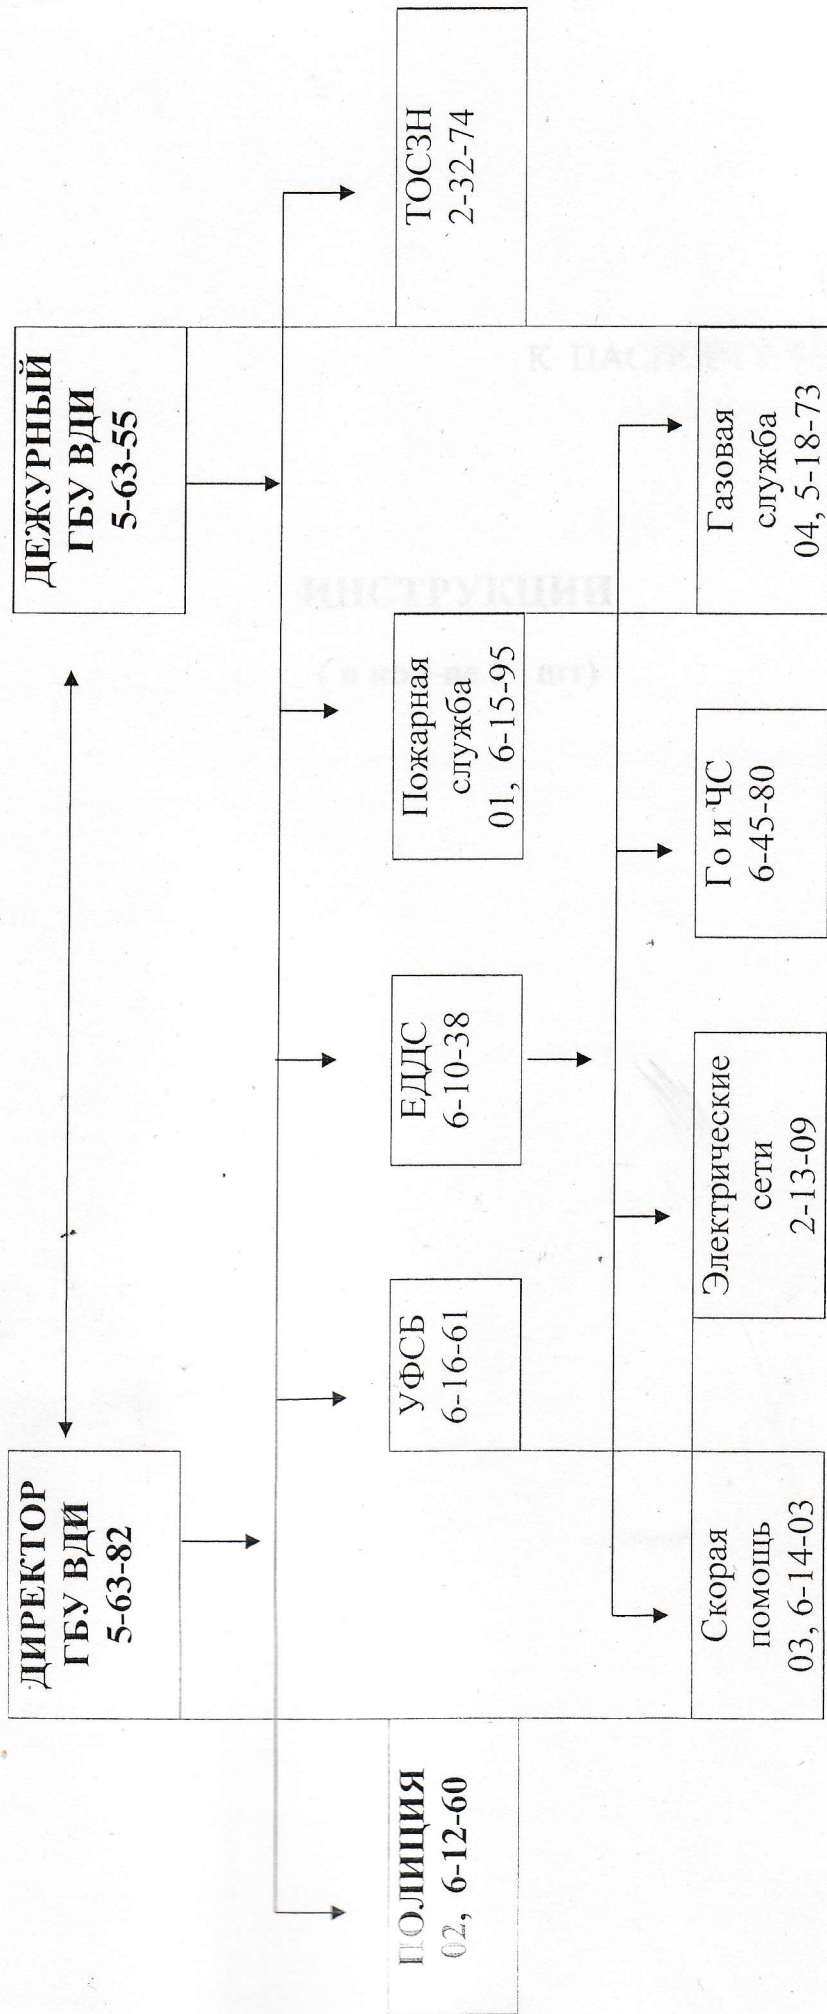 ДИРЕКТОР
ГБУ ВДИ
5-63-82
ДЕЖУРНЫЙ
ГБУ ВДИ
5-63-55
ПОЛИЦИЯ
02, 6-12-60
УФСБ
6-16-61
ЕДДС
6-10-38
Пожарная
служба
01, 6-15-95
ТОСЗН
2-32-74
Скорая
помощь
03, 6-14-03
Электрические
сети
2-13-09
Го и ЧС
6-45-80
Газовая
служба
04, 5-18-73
ИНСТРУКЦИИ